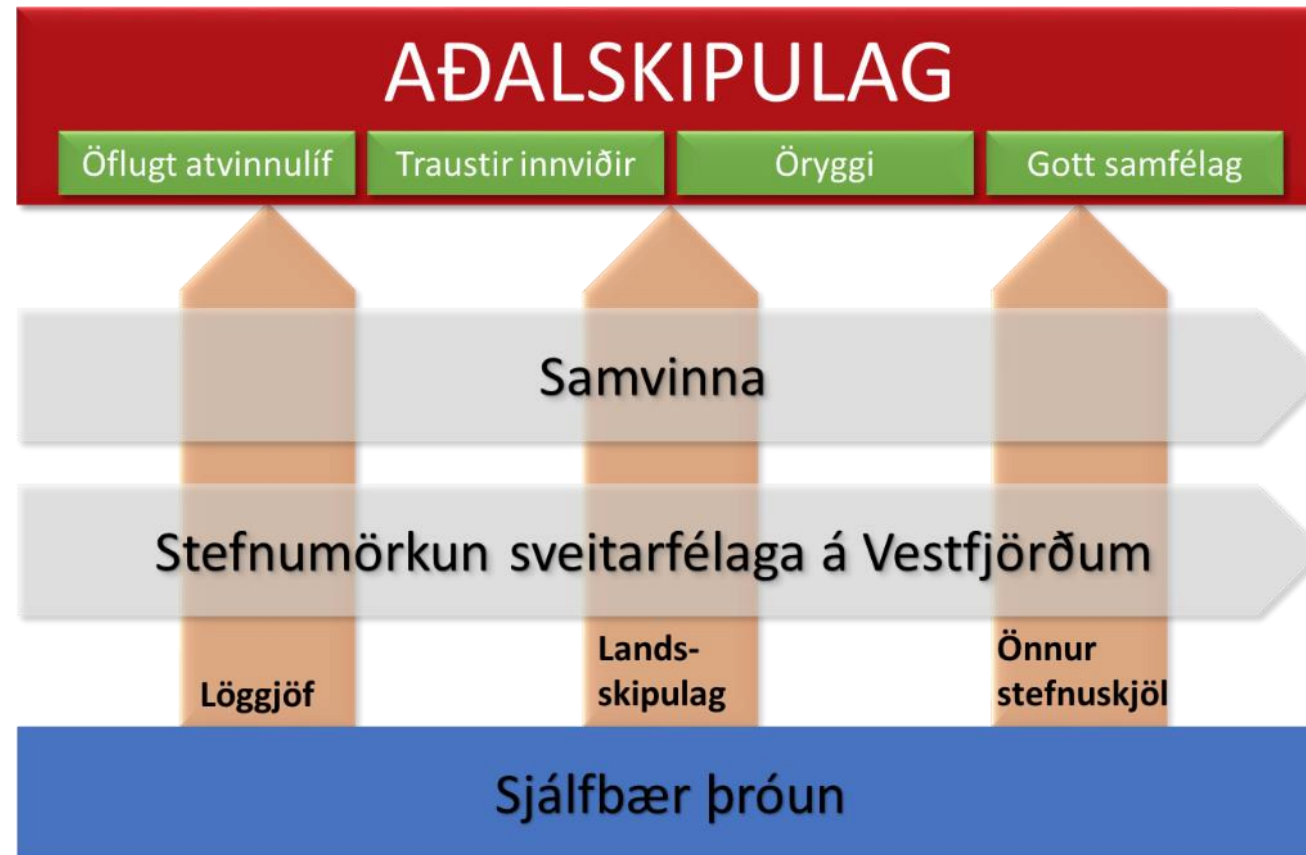 AÐALSKIPULAG
Öflugt atvinnulíf
Traustir innviðir
Öryggi
Gott samfélag
Samvinna
Stefnumörkun sveitarfélaga á Vestfjörðum
Löggjöf
Lands-
skipulag
Önnur
stefnuskjöl
Sjálfbær þróun